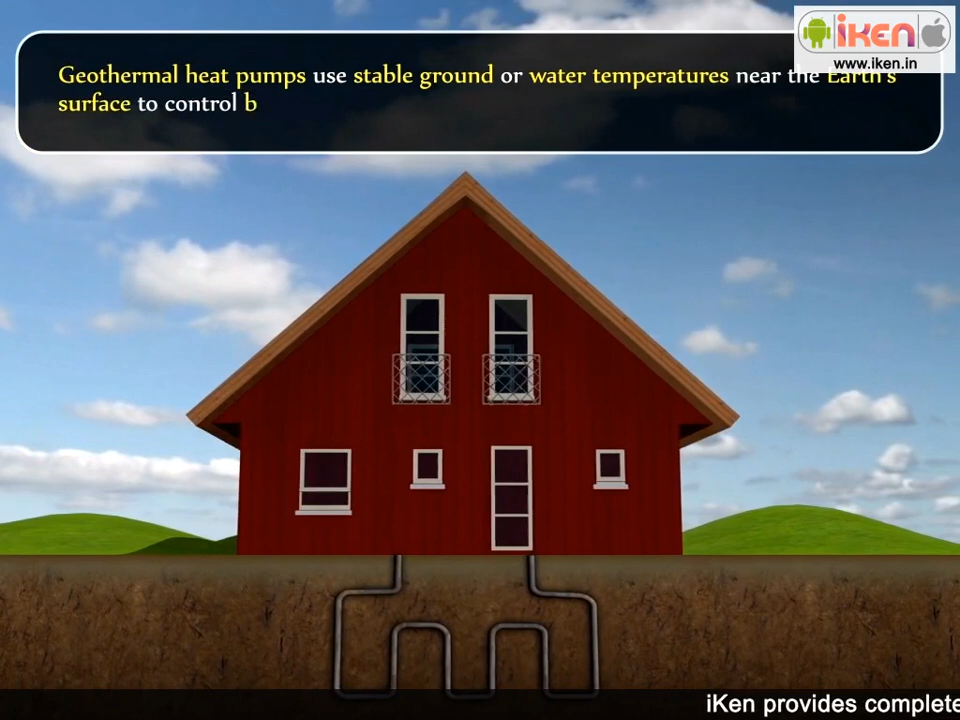 iken
www.iken.in
Geothermal heat pumps use stable ground or water temperatures near the Earth's
surface to control b
iKen provides complete